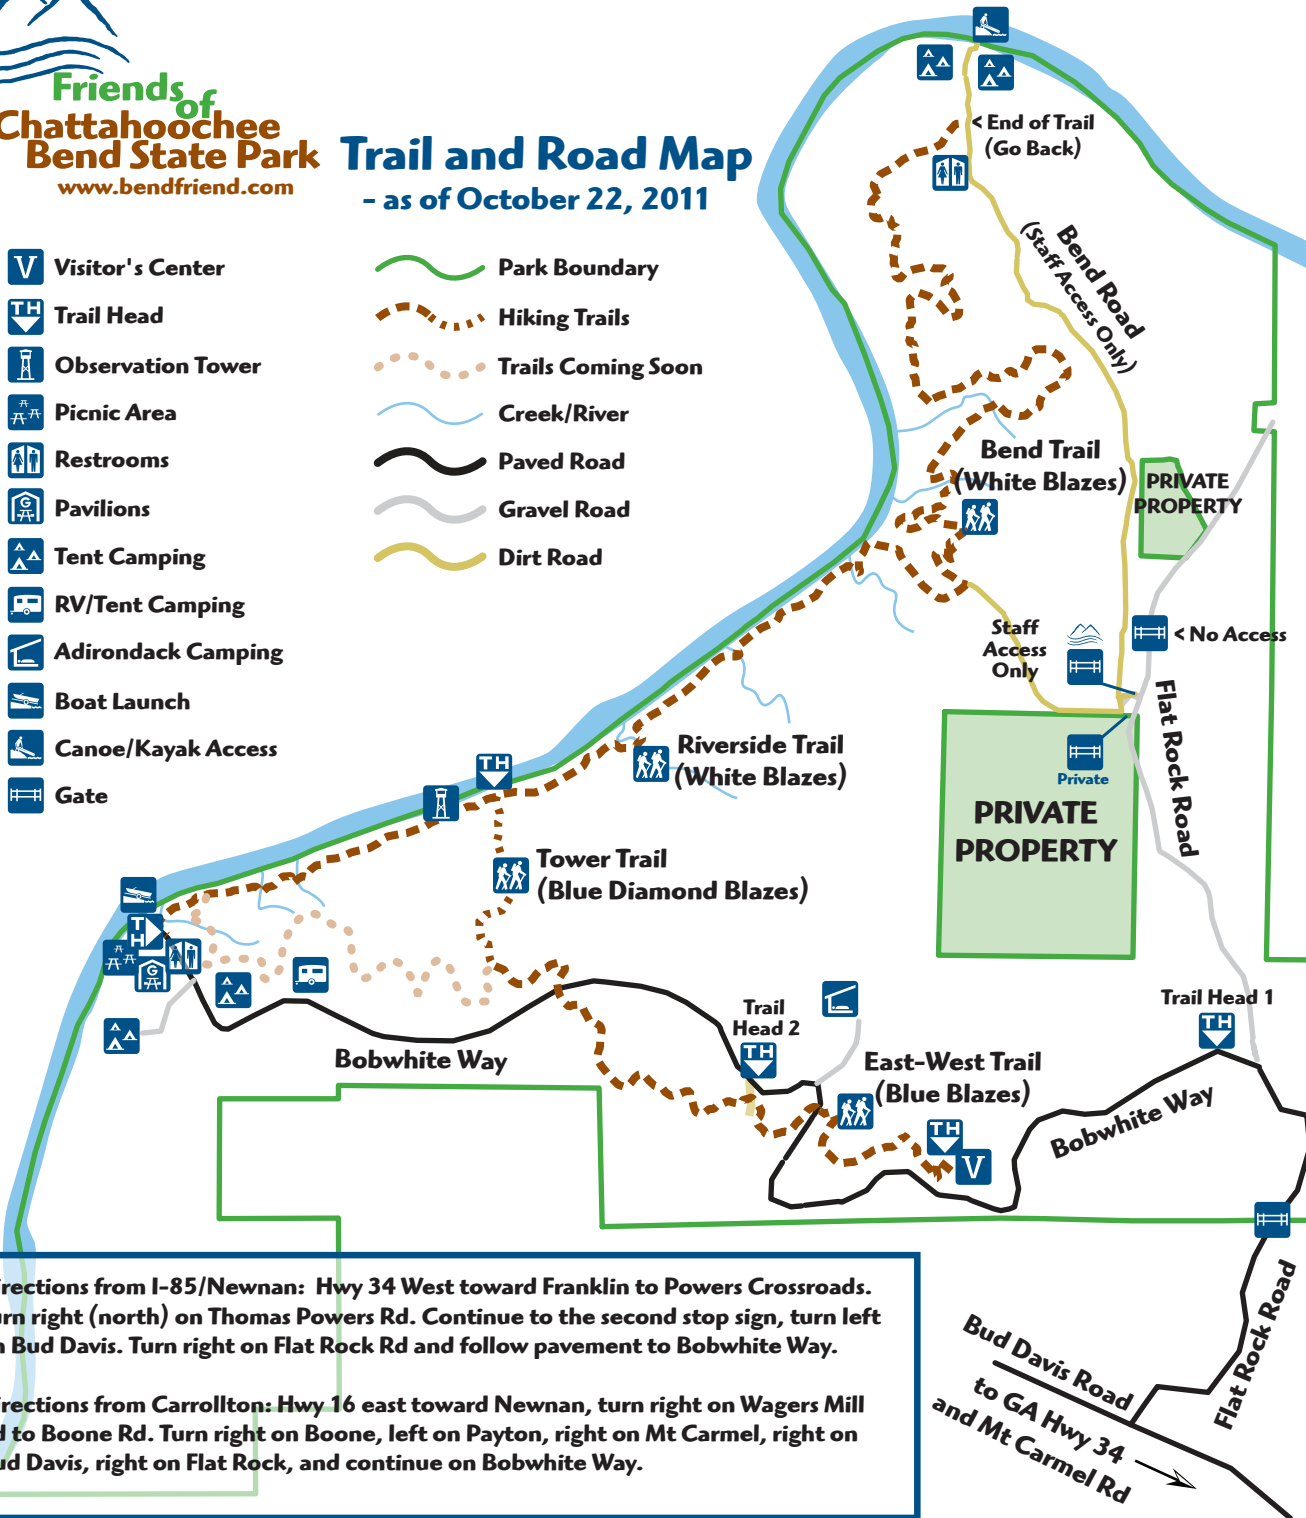 Friends
of
Chattahoochee
Bend State Park
www.bendfriend.com
Trail and Road Map
- as of October 22, 2011
V Visitor's Center
TH Trail Head
Observation Tower
Picnic Area
Restrooms
G Pavilions
Tent Camping
RV/Tent Camping
Adirondack Camping
Boat Launch
Canoe/Kayak Access
Gate
Park Boundary
Hiking Trails
Trails Coming Soon
Creek/River
Paved Road
Gravel Road
Dirt Road
< End of Trail
(Go Back)
Bend Road
(Staff Access Only)
Bend Trail
(White Blazes)
PRIVATE
PROPERTY
Staff
Access
Only
< No Access
Flat Rock Road
Private
PRIVATE
PROPERTY
Riverside Trail
(White Blazes)
TH
Tower Trail
(Blue Diamond Blazes)
TH
G
Bobwhite Way
Trail
Head 2
TH
East-West Trail
(Blue Blazes)
TH
V
Trail Head 1
TH
Bobwhite Way
Flat Rock Road
Bud Davis Road
to GA Hwy 34
and Mt Carmel Rd
irections from I-85/Newnan: Hwy 34 West toward Franklin to Powers Crossroads.
urn right (north) on Thomas Powers Rd. Continue to the second stop sign, turn left
n Bud Davis. Turn right on Flat Rock Rd and follow pavement to Bobwhite Way.
irections from Carrollton: Hwy 16 east toward Newnan, turn right on Wagers Mill
d to Boone Rd. Turn right on Boone, left on Payton, right on Mt Carmel, right on
ud Davis, right on Flat Rock, and continue on Bobwhite Way.